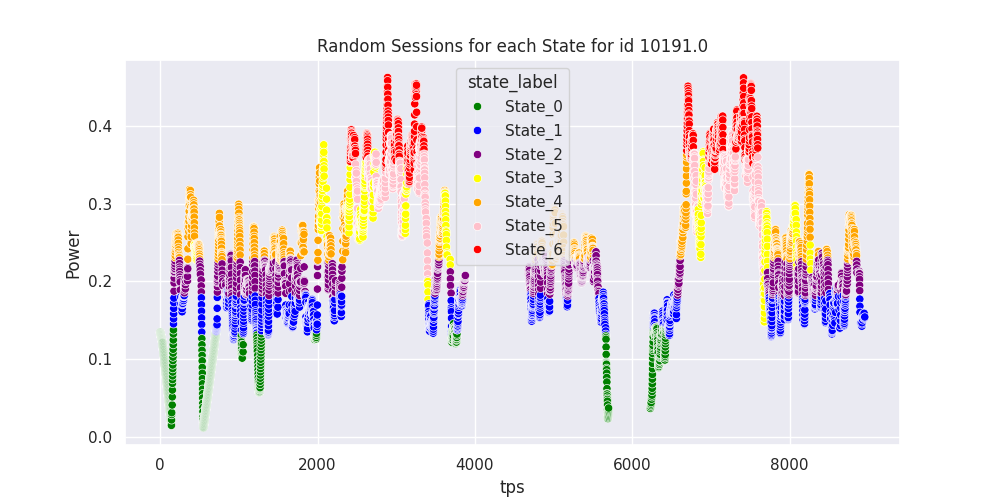 Random Sessions for each State for id 10191.0
Power
0.4
0.3
0.2
0.1
0.0
state_label
State_0
State_1
State_2
State_3
State_4
State_5
State_6
0
2000
4000
6000
8000
tps